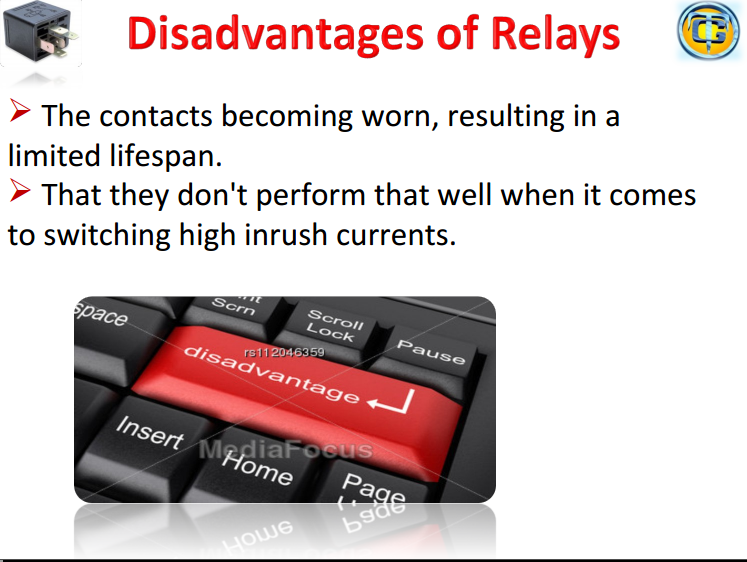 Disadvantages of Relays
➢ The contacts becoming worn, resulting in a
limited lifespan.
➢ That they don't perform that well when it comes
to switching high inrush currents.
Scrn
space
Scroll
Lock
Pause
rs112046359
disadvantage
Insert
MediaFocus
Home
Page